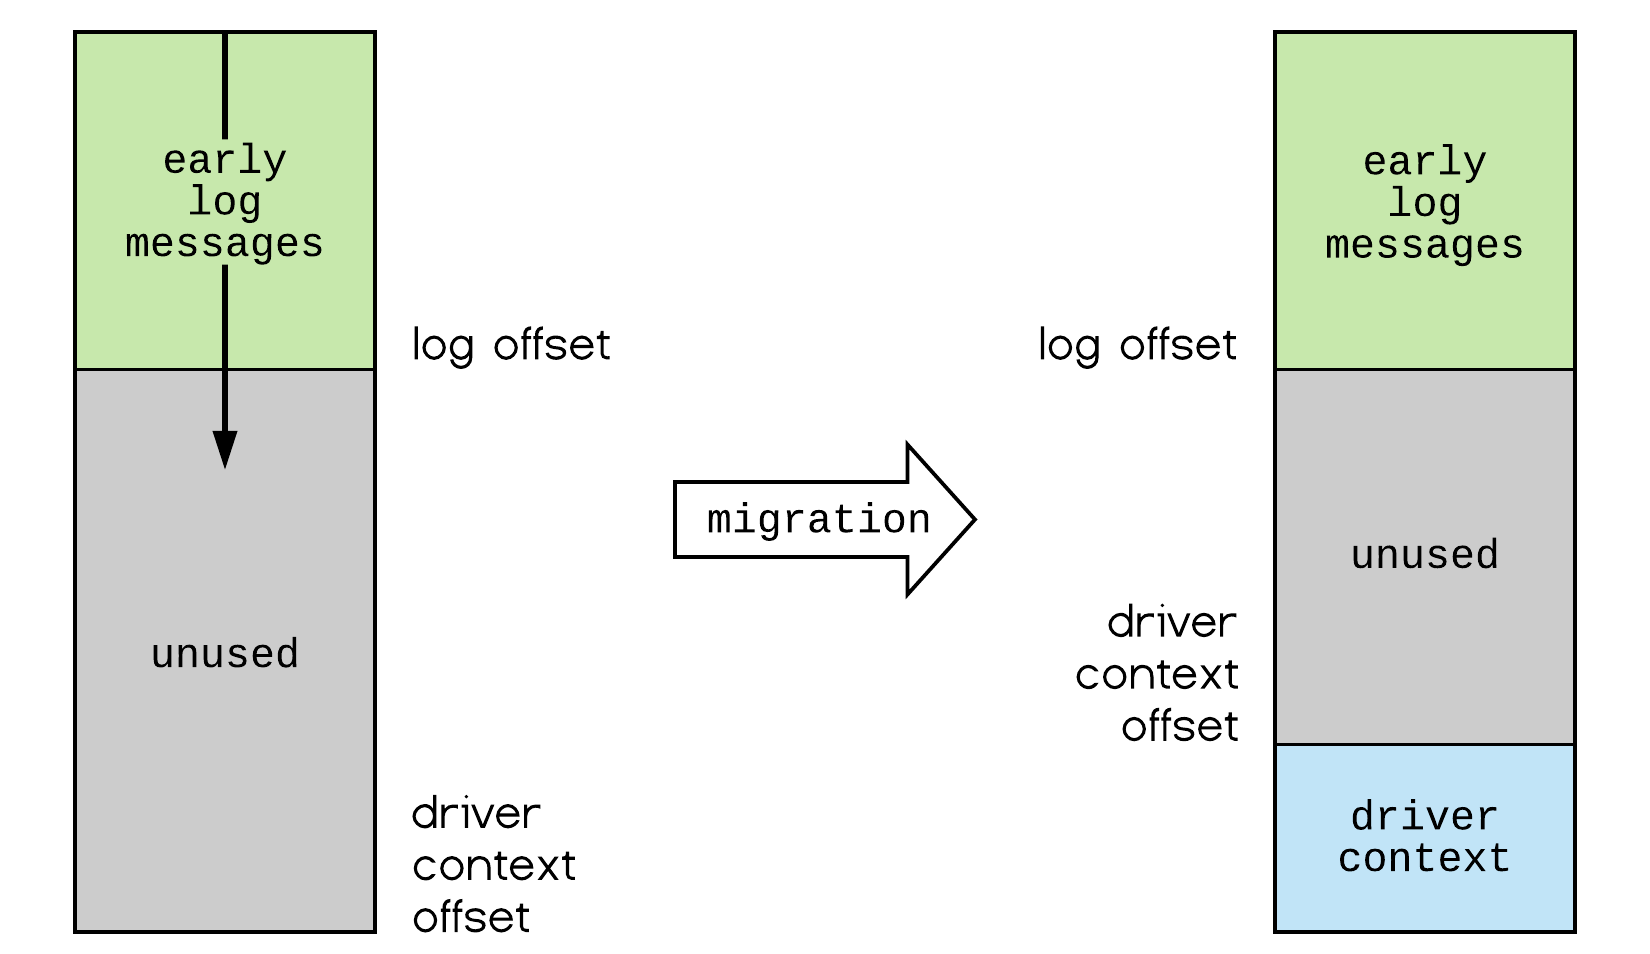 early
log
messages
log offset
unused
driver
context
offset
migration
early
log
messages
log offset
unused
driver
context
offset
driver
context